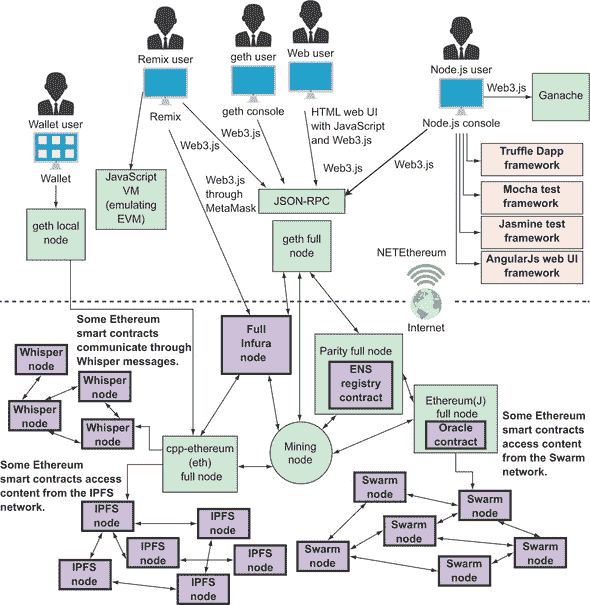 Remix user
geth user
Web user
Node.js user
Wallet user
Remix
geth console
Node.js console
Web3.js
Ganache
Wallet
HTML web UI
with JavaScript
and Web3.js
Web3.js
Web3.js
Web3.js
Web3.js
Web3.js
Web3.js
through
MetaMask
JavaScript
VM
(emulating
EVM)
JSON-RPC
Truffle Dapp
framework
Mocha test
framework
Jasmine test
framework
AngularJs web UI
framework
geth local
node
geth full
node
NETEthereum
Internet
Some Ethereum
smart contracts
communicate through
Whisper messages.
Full
Infura
node
Parity full node
ENS
registry
contract
Whisper
node
Whisper
node
Whisper
node
Whisper
node
Ethereum(J)
full node
Oracle
contract
Some Ethereum
smart contracts
access content
from the Swarm
network.
cpp-ethereum
(eth)
full node
Mining
node
Some Ethereum
smart contracts access
content from the IPFS
network.
IPFS
node
IPFS
node
IPFS
node
IPFS
node
IPFS
node
IPFS
node
Swarm
node
Swarm
node
Swarm
node
Swarm
node
Swarm
node
Swarm
node